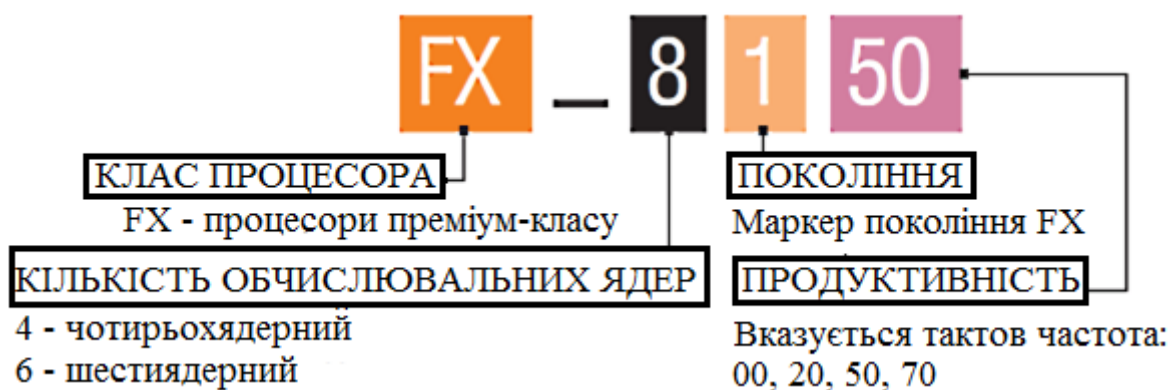 FX – 8 1 50
КЛАС ПРОЦЕСОРА
FX - процесори преміум-класу
КІЛЬКІСТЬ ОБЧИСЛЮВАЛЬНИХ ЯДЕР
4 - чотирьохядерний
6 - шестиядерний
ПОКОЛІННЯ
Маркер покоління FX
ПРОДУКТИВНІСТЬ
Вказується тактов частота:
00, 20, 50, 70